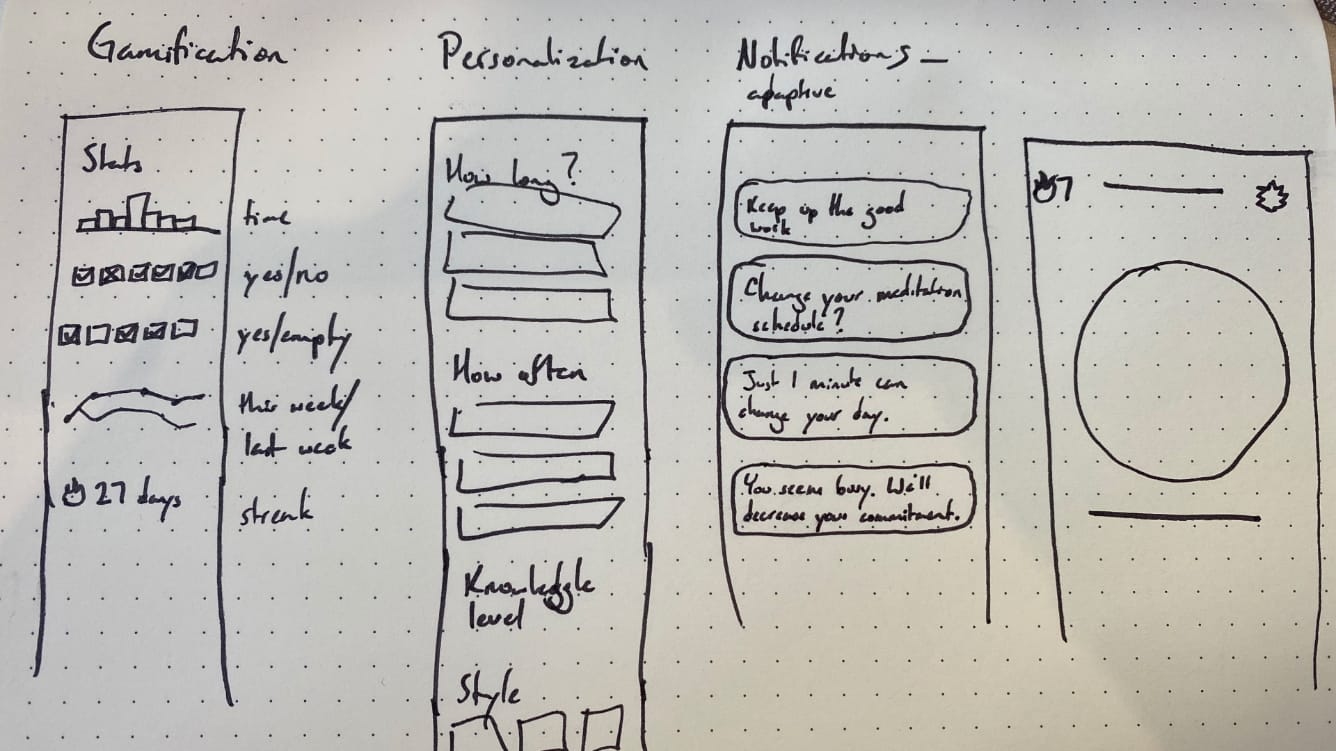 Gamification
Stats
time
yes/no
yes/empty
this week/
last week
27 days
streak
Personalization
How long?
How often
Knowledgle
level
Style
Notifications –
adaptive
Keep up the good
work
Change your meditation
schedule?
Just 1 minute can
change your day.
You seem busy. We'll
decrease your commitment.
7